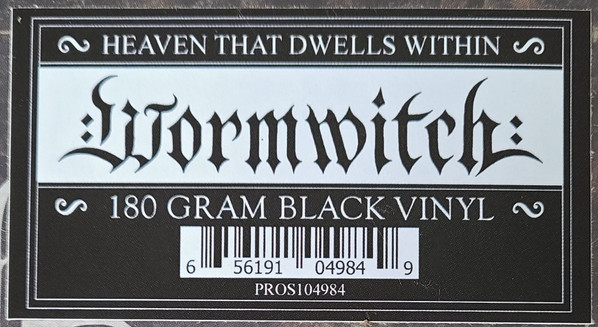 HEAVEN THAT DWELLS WITHIN
:Wormwitch:
180 GRAM BLACK VINYL
6 56191 04984 9
PROS104984